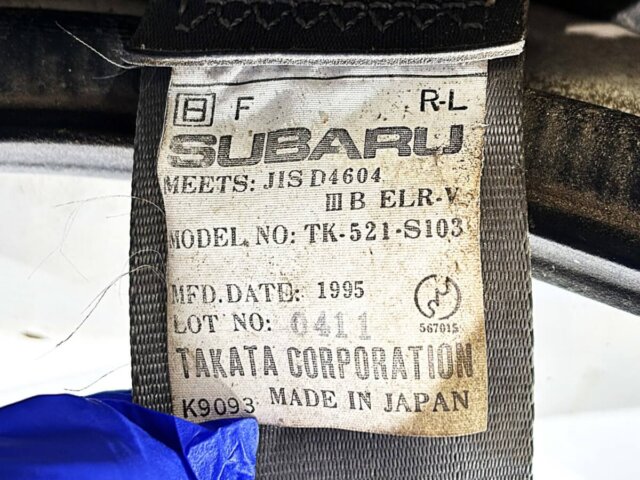 日 F R-L
SUBARU
MEETS: JIS D4604
III B ELR-V
MODEL NO: TK-521-S103
MFD.DATE: 1995
LOT NO: 0411
567015
TAKATA CORPORATION
K9093 MADE IN JAPAN